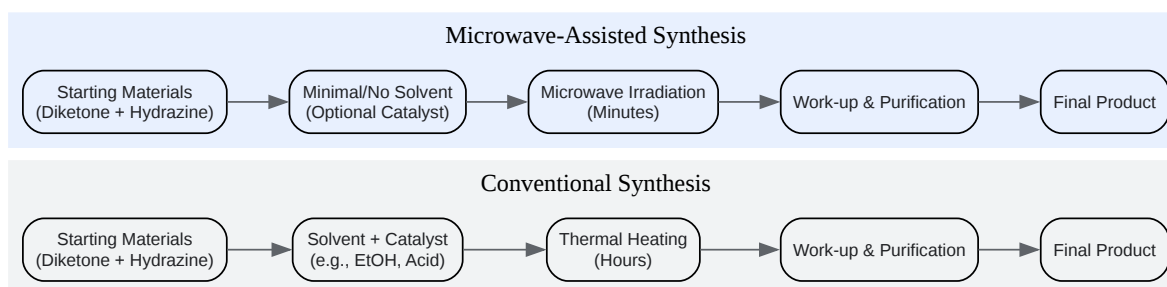 Microwave-Assisted Synthesis
Starting Materials
(Diketone + Hydrazine)
Minimal/No Solvent
(Optional Catalyst)
Microwave Irradiation
(Minutes)
Work-up & Purification
Final Product
Conventional Synthesis
Starting Materials
(Diketone + Hydrazine)
Solvent + Catalyst
(e.g., EtOH, Acid)
Thermal Heating
(Hours)
Work-up & Purification
Final Product